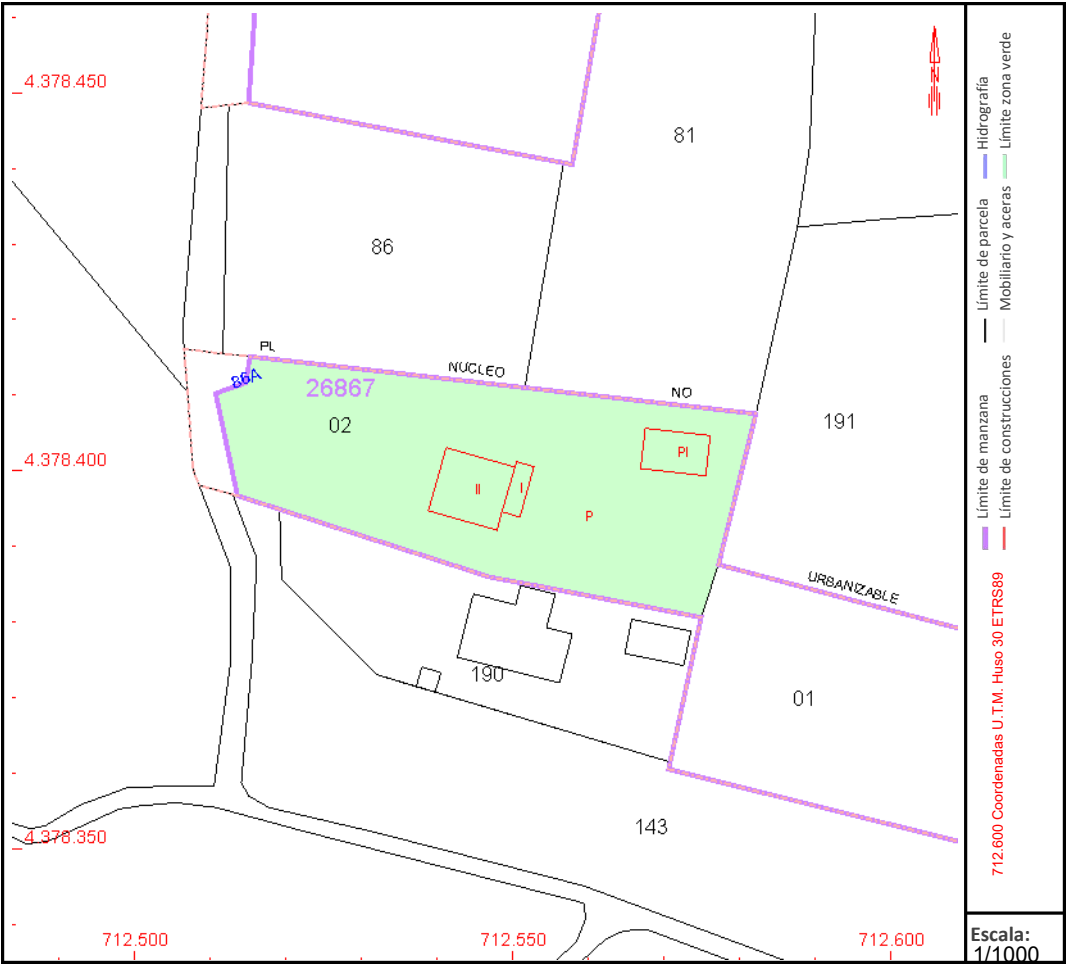 4.378.450
81
86
PL
NUCLEO
NO
86A
26867
02
191
4.378.400
PI
II
I
P
URBANIZABLE
190
01
143
4.378.350
712.500
712.550
712.600
N
Límite de manzana
Límite de parcela
Hidrografía
Límite de construcciones
Mobiliario y aceras
Límite zona verde
712.600 Coordenadas U.T.M. Huso 30 ETRS89
Escala:
1/1000